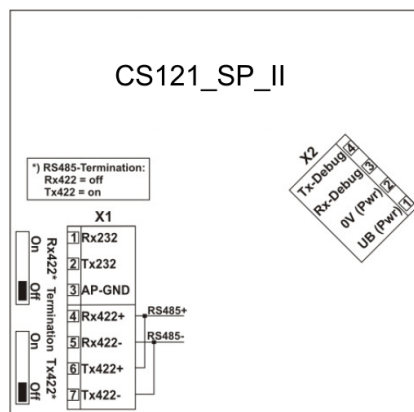 CS121_SP_II
*) RS485-Termination:
Rx422 = off
Tx422 = on
X1
1 Rx232
2 Tx232
3 AP-GND
4 Rx422+
5 Rx422-
6 Tx422+
7 Tx422-
RS485+
RS485-
On
Off
Rx422* Termination Tx422*
On
Off
X2
Tx-Debug 4
Rx-Debug 3
0V (Pwr) 2
UB (Pwr) 1